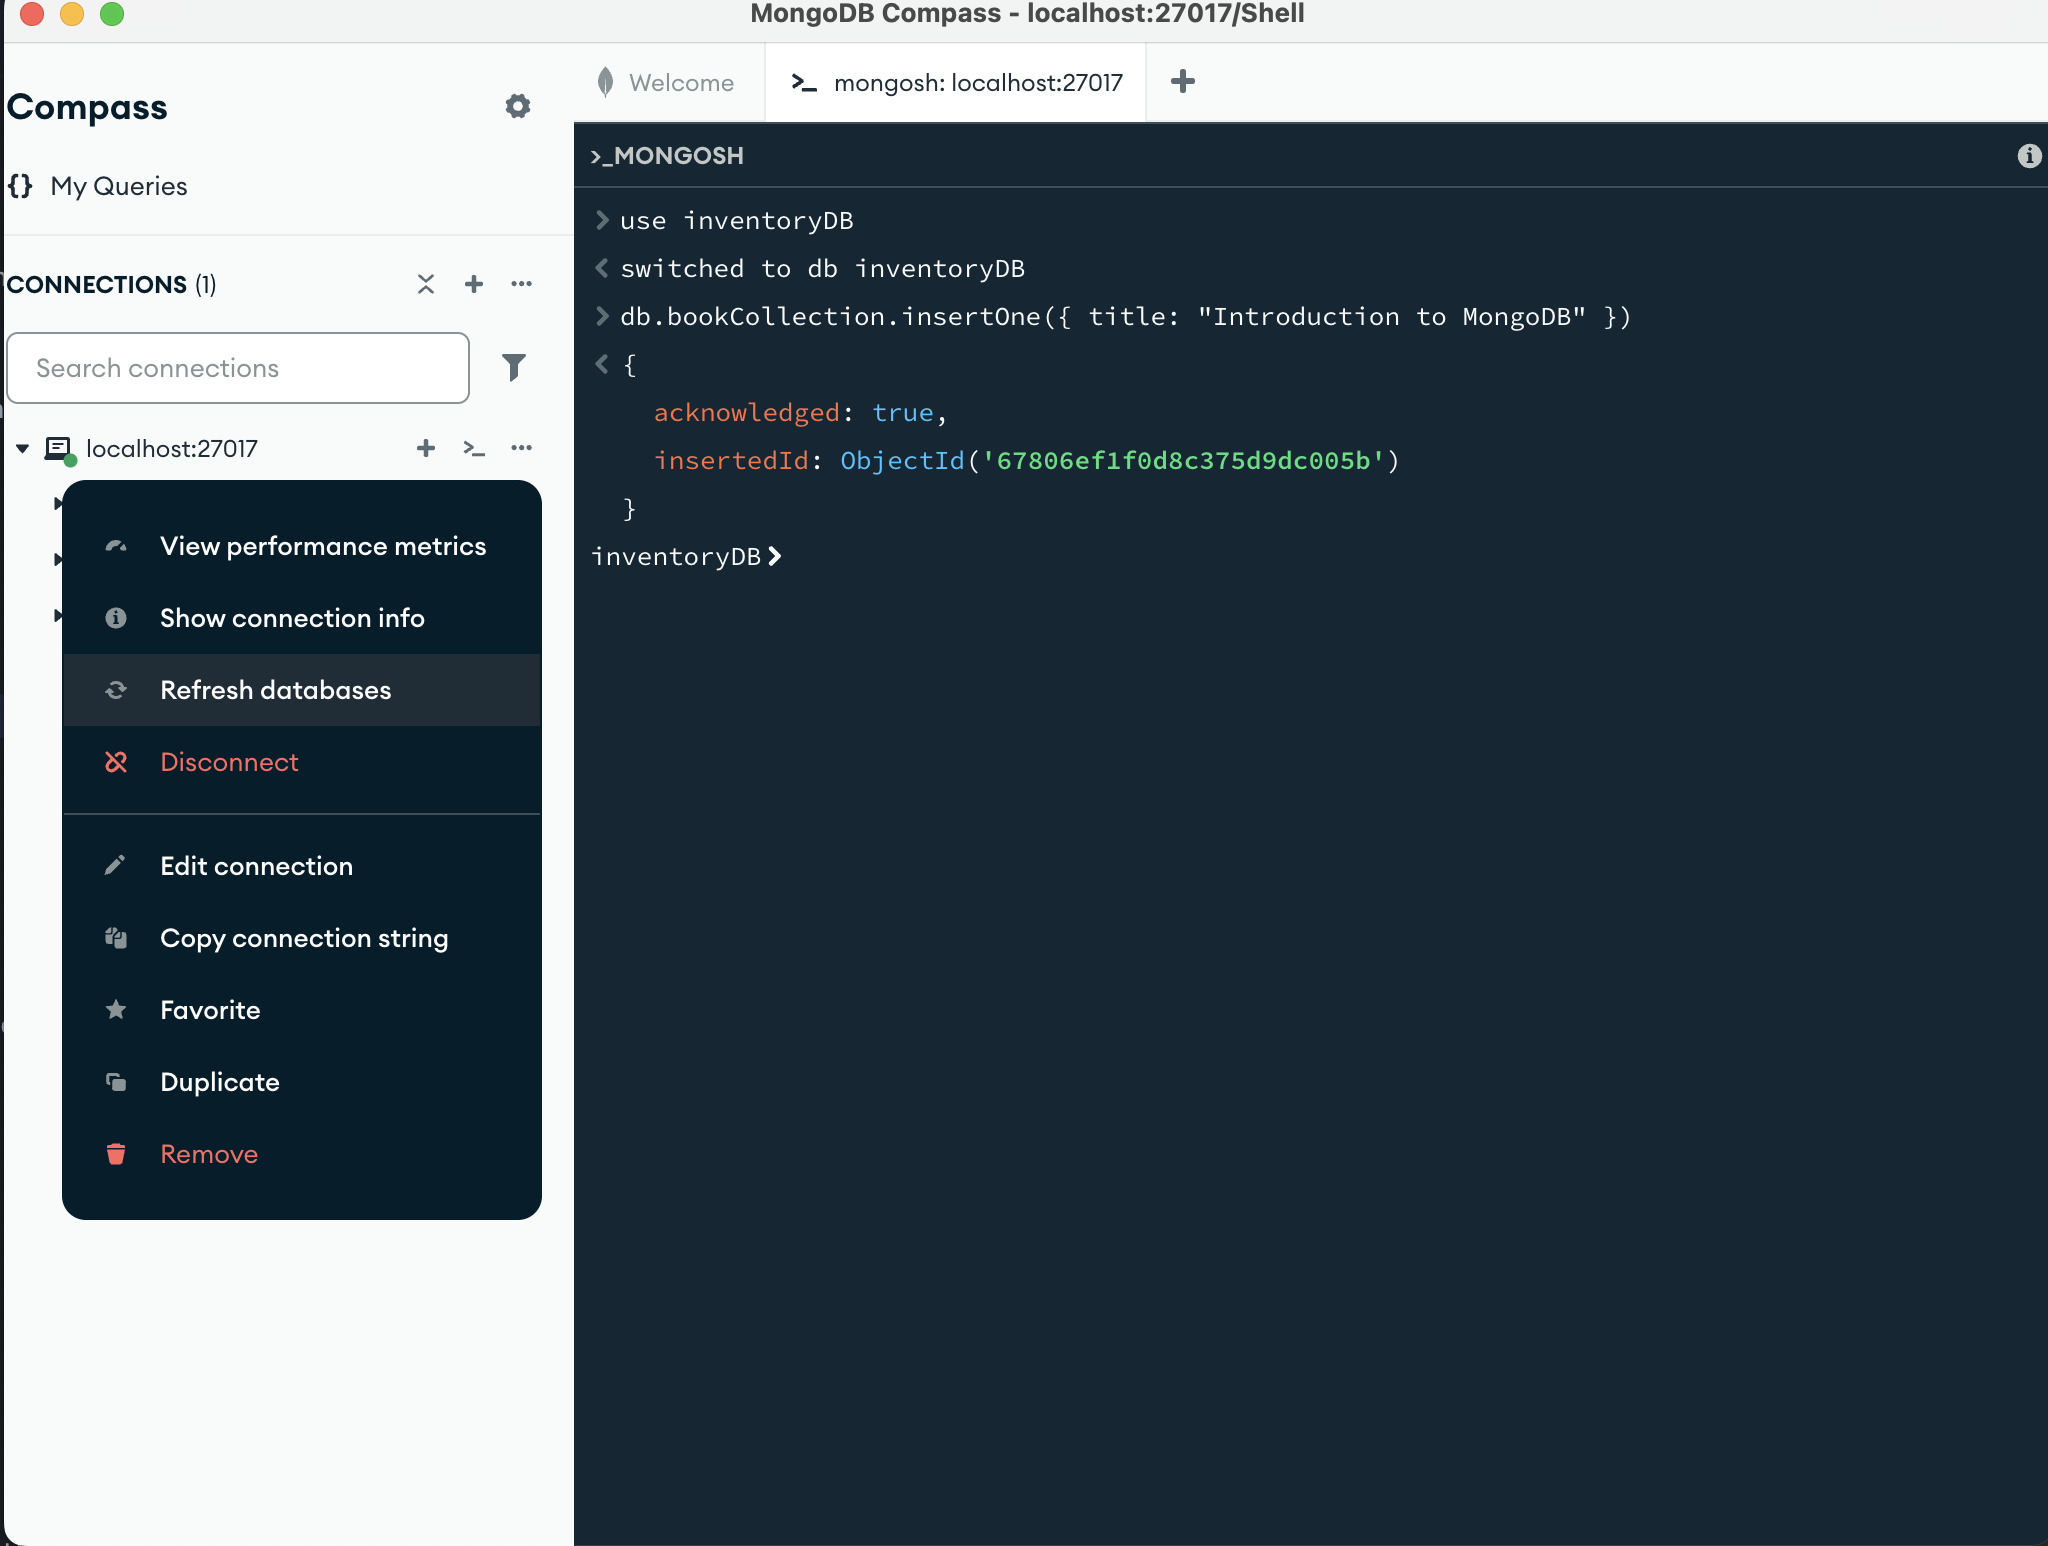 MongoDB Compass - localhost:27017/Shell
Compass
My Queries
CONNECTIONS (1)
Search connections
localhost:27017
View performance metrics
Show connection info
Refresh databases
Disconnect
Edit connection
Copy connection string
Favorite
Duplicate
Remove
Welcome
mongosh: localhost:27017
>_MONGOSH
> use inventoryDB
< switched to db inventoryDB
> db.bookCollection.insertOne({ title: "Introduction to MongoDB" })
< {
acknowledged: true,
insertedId: ObjectId('67806ef1f0d8c375d9dc005b')
}
inventoryDB>